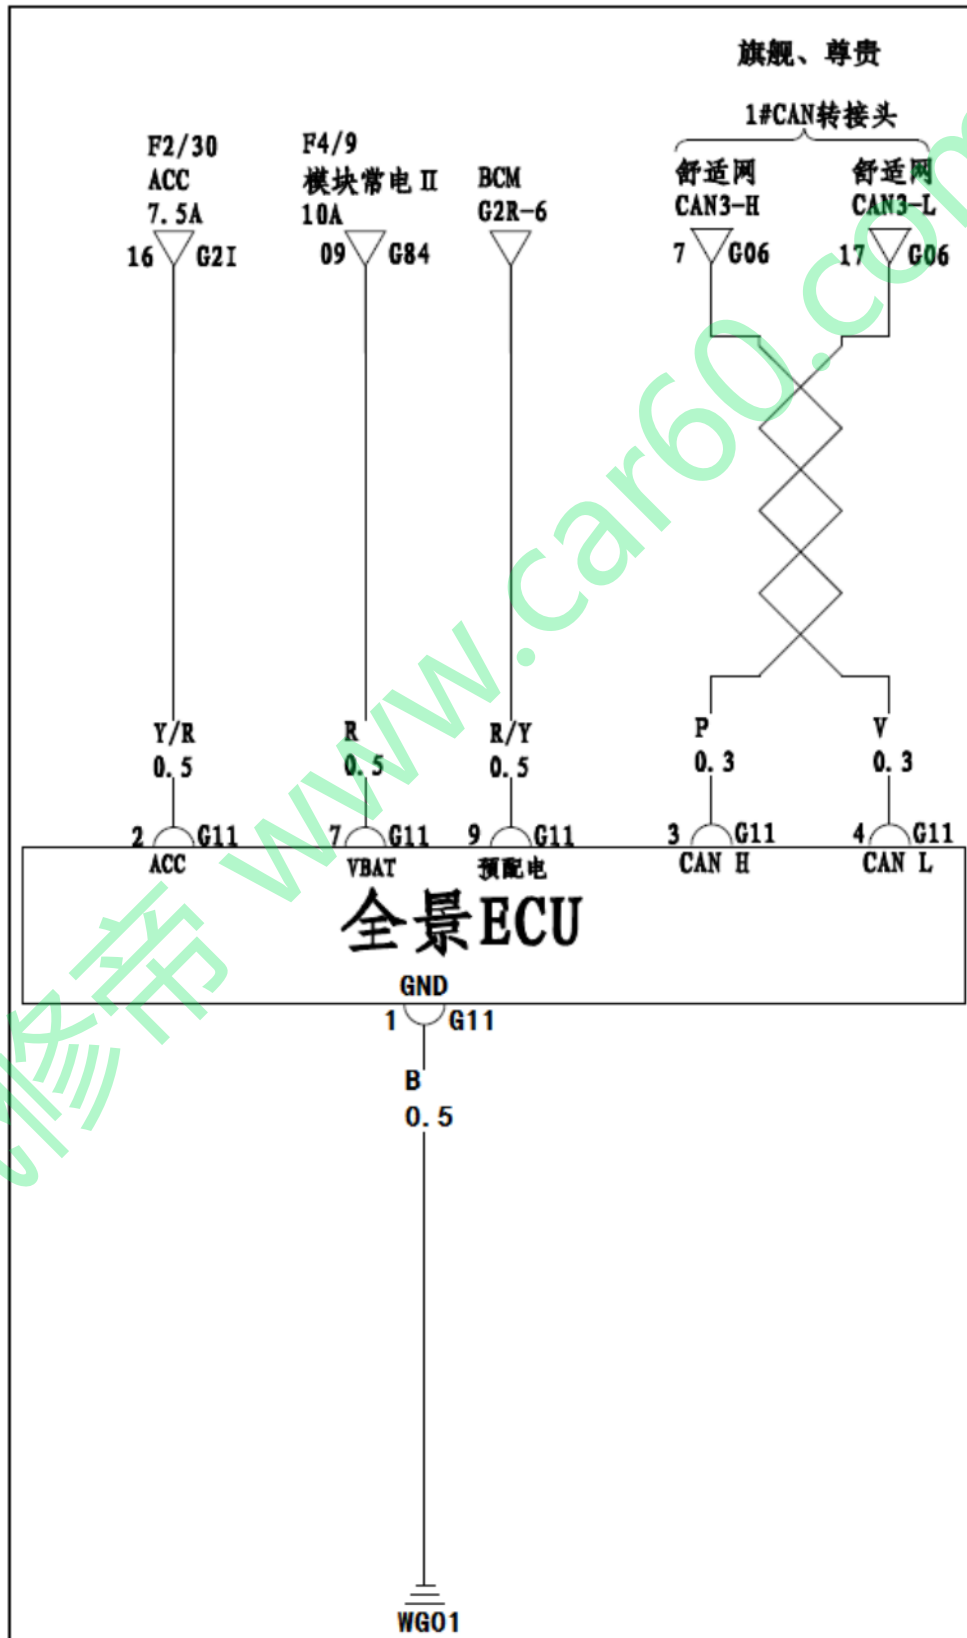 旗舰、尊贵
1#CAN转接头
F2/30
ACC
7.5A
16 G2I
F4/9
模块常电Ⅱ
10A
09 G84
BCM
G2R-6
舒适网
CAN3-H
7 G06
舒适网
CAN3-L
17 G06
Y/R
0.5
R
0.5
R/Y
0.5
P
0.3
V
0.3
2 G11
ACC
7 G11
VBAT
9 G11
预配电
3 G11
CAN H
4 G11
CAN L
全景ECU
GND
1 G11
B
0.5
WG01
修帝 www.car60.com